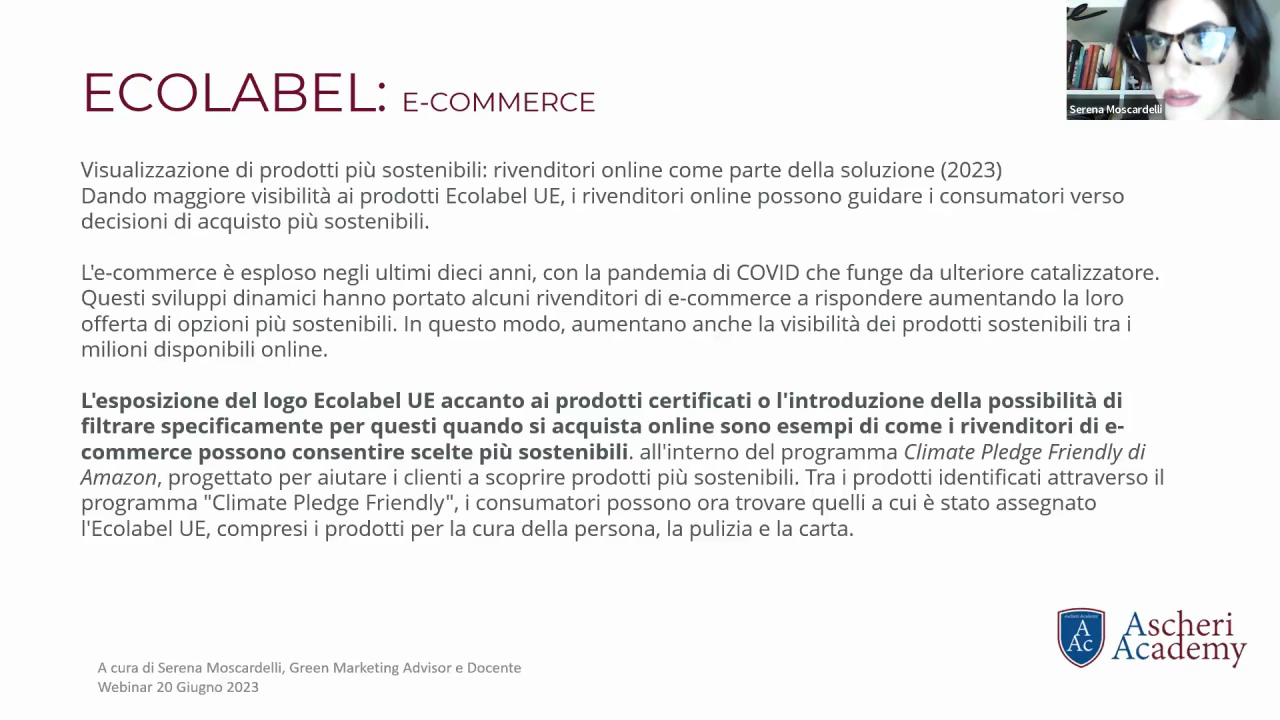 ECOLABEL: E-COMMERCE
Serena Moscardelli
Visualizzazione di prodotti più sostenibili: rivenditori online come parte della soluzione (2023)
Dando maggiore visibilità ai prodotti Ecolabel UE, i rivenditori online possono guidare i consumatori verso
decisioni di acquisto più sostenibili.
L'e-commerce è esploso negli ultimi dieci anni, con la pandemia di COVID che funge da ulteriore catalizzatore.
Questi sviluppi dinamici hanno portato alcuni rivenditori di e-commerce a rispondere aumentando la loro
offerta di opzioni più sostenibili. In questo modo, aumentano anche la visibilità dei prodotti sostenibili tra i
milioni disponibili online.
L'esposizione del logo Ecolabel UE accanto ai prodotti certificati o l'introduzione della possibilità di
filtrare specificamente per questi quando si acquista online sono esempi di come i rivenditori di e-
commerce possono consentire scelte più sostenibili. all'interno del programma Climate Pledge Friendly di
Amazon, progettato per aiutare i clienti a scoprire prodotti più sostenibili. Tra i prodotti identificati attraverso il
programma "Climate Pledge Friendly", i consumatori possono ora trovare quelli a cui è stato assegnato
l'Ecolabel UE, compresi i prodotti per la cura della persona, la pulizia e la carta.
A
Ac
Ascheri
Academy
A cura di Serena Moscardelli, Green Marketing Advisor e Docente
Webinar 20 Giugno 2023